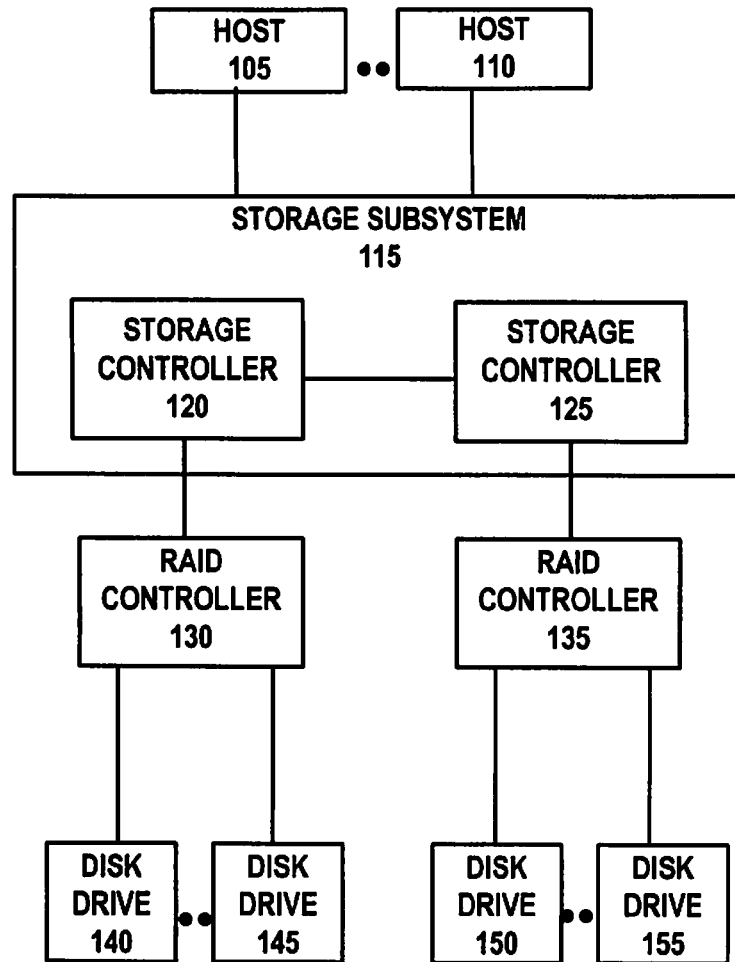 HOST
105
HOST
110
STORAGE SUBSYSTEM
115
STORAGE
CONTROLLER
120
STORAGE
CONTROLLER
125
RAID
CONTROLLER
130
RAID
CONTROLLER
135
DISK
DRIVE
140
DISK
DRIVE
145
DISK
DRIVE
150
DISK
DRIVE
155